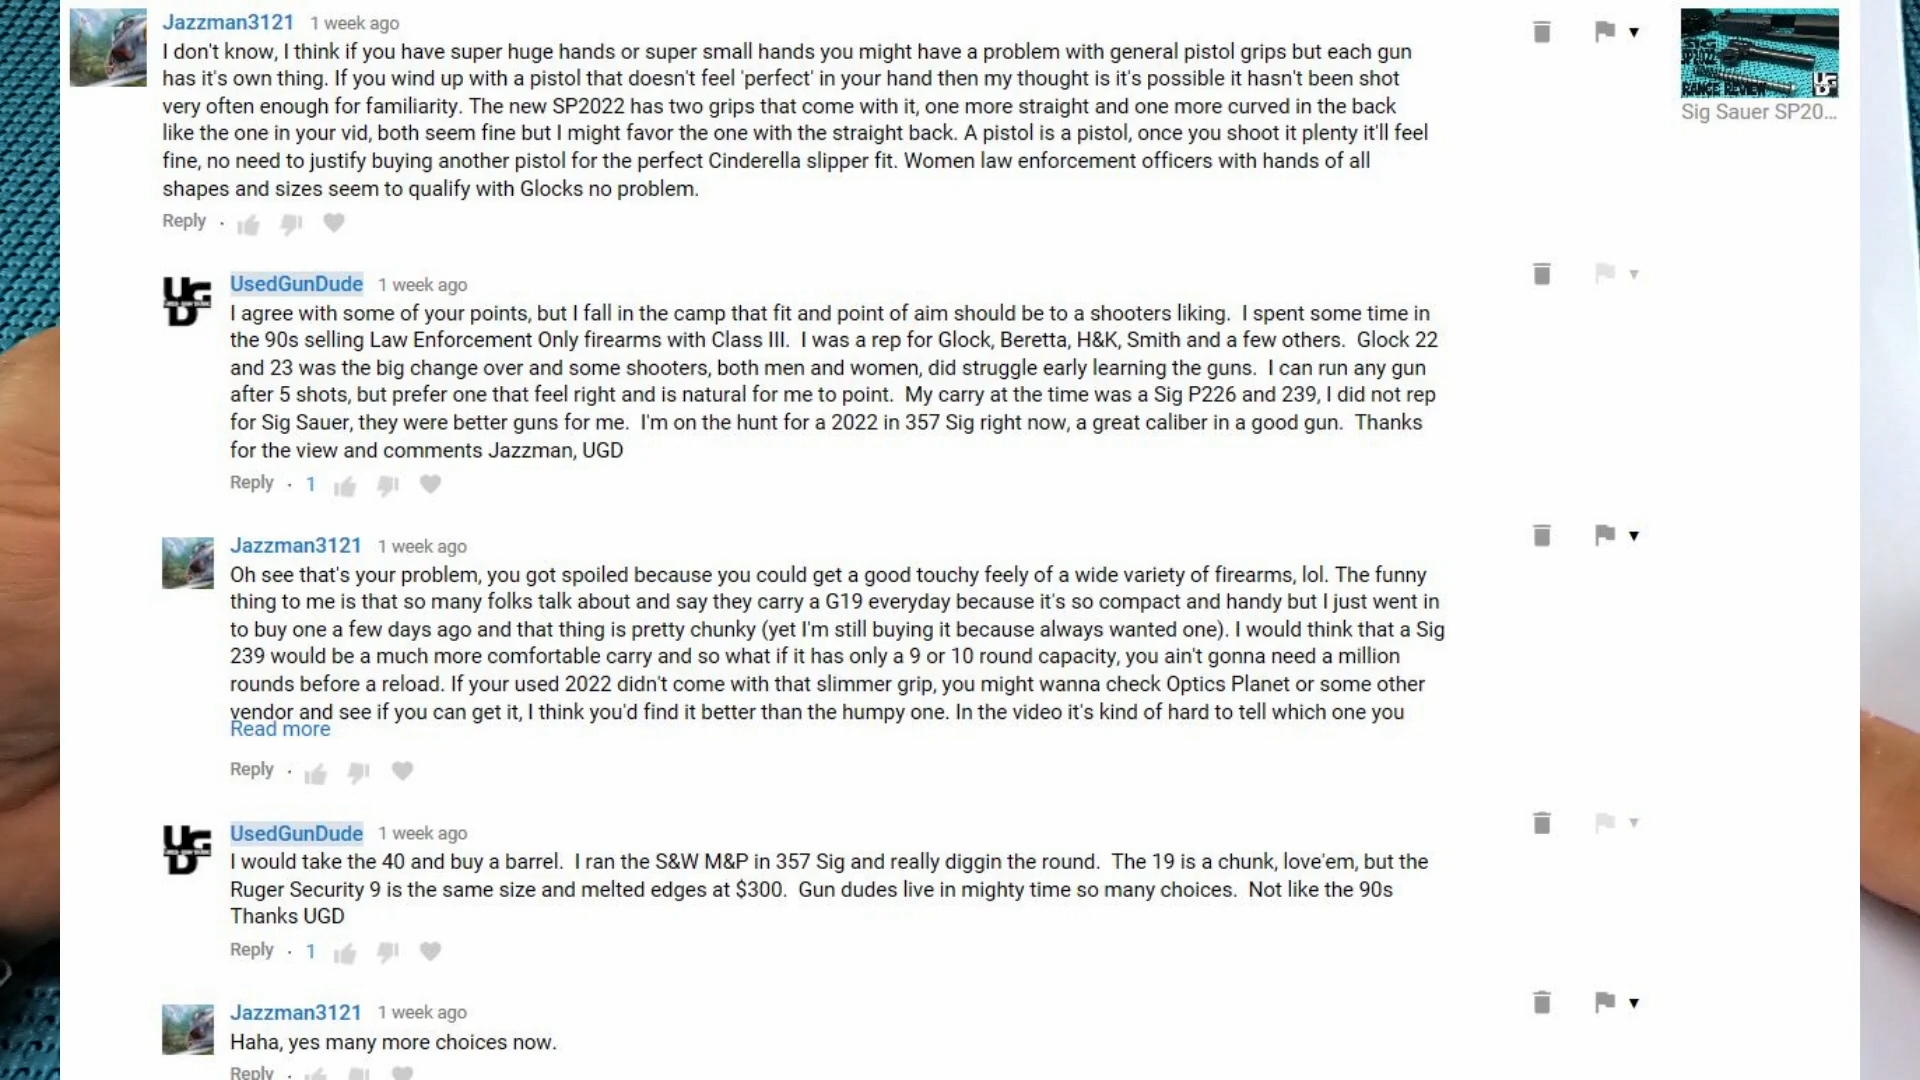 Jazzman3121 1 week ago
I don't know, I think if you have super huge hands or super small hands you might have a problem with general pistol grips but each gun
has it's own thing. If you wind up with a pistol that doesn't feel 'perfect' in your hand then my thought is it's possible it hasn't been shot
very often enough for familiarity. The new SP2022 has two grips that come with it, one more straight and one more curved in the back
like the one in your vid, both seem fine but I might favor the one with the straight back. A pistol is a pistol, once you shoot it plenty it'll feel
fine, no need to justify buying another pistol for the perfect Cinderella slipper fit. Women law enforcement officers with hands of all
shapes and sizes seem to qualify with Glocks no problem.
Reply ·
SIG
SP2022
RANGE REVIEW
UGD
Sig Sauer SP20...
UGD
UsedGunDude 1 week ago
I agree with some of your points, but I fall in the camp that fit and point of aim should be to a shooters liking. I spent some time in
the 90s selling Law Enforcement Only firearms with Class III. I was a rep for Glock, Beretta, H&K, Smith and a few others. Glock 22
and 23 was the big change over and some shooters, both men and women, did struggle early learning the guns. I can run any gun
after 5 shots, but prefer one that feel right and is natural for me to point. My carry at the time was a Sig P226 and 239, I did not rep
for Sig Sauer, they were better guns for me. I'm on the hunt for a 2022 in 357 Sig right now, a great caliber in a good gun. Thanks
for the view and comments Jazzman, UGD
Reply · 1
Jazzman3121 1 week ago
Oh see that's your problem, you got spoiled because you could get a good touchy feely of a wide variety of firearms, lol. The funny
thing to me is that so many folks talk about and say they carry a G19 everyday because it's so compact and handy but I just went in
to buy one a few days ago and that thing is pretty chunky (yet I'm still buying it because always wanted one). I would think that a Sig
239 would be a much more comfortable carry and so what if it has only a 9 or 10 round capacity, you ain't gonna need a million
rounds before a reload. If your used 2022 didn't come with that slimmer grip, you might wanna check Optics Planet or some other
vendor and see if you can get it, I think you'd find it better than the humpy one. In the video it's kind of hard to tell which one you
Read more
Reply ·
UGD
UsedGunDude 1 week ago
I would take the 40 and buy a barrel. I ran the S&W M&P in 357 Sig and really diggin the round. The 19 is a chunk, love'em, but the
Ruger Security 9 is the same size and melted edges at $300. Gun dudes live in mighty time so many choices. Not like the 90s
Thanks UGD
Reply · 1
Jazzman3121 1 week ago
Haha, yes many more choices now.
Reply ·